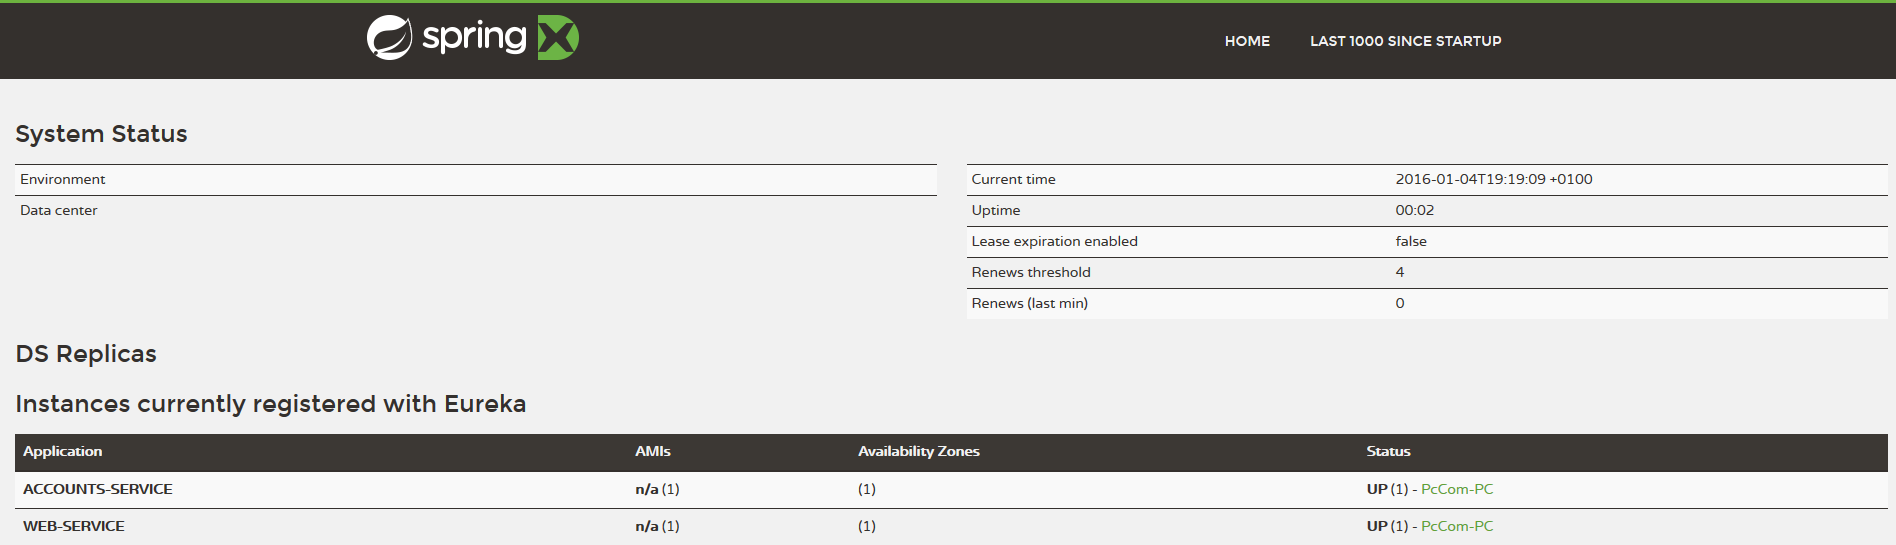 spring
HOME LAST 1000 SINCE STARTUP
System Status
Environment
Data center
Current time 2016-01-04T19:19:09 +0100
Uptime 00:02
Lease expiration enabled false
Renews threshold 4
Renews (last min) 0
DS Replicas
Instances currently registered with Eureka
Application AMIs Availability Zones Status
ACCOUNTS-SERVICE n/a (1) (1) UP (1) - PcCom-PC
WEB-SERVICE n/a (1) (1) UP (1) - PcCom-PC